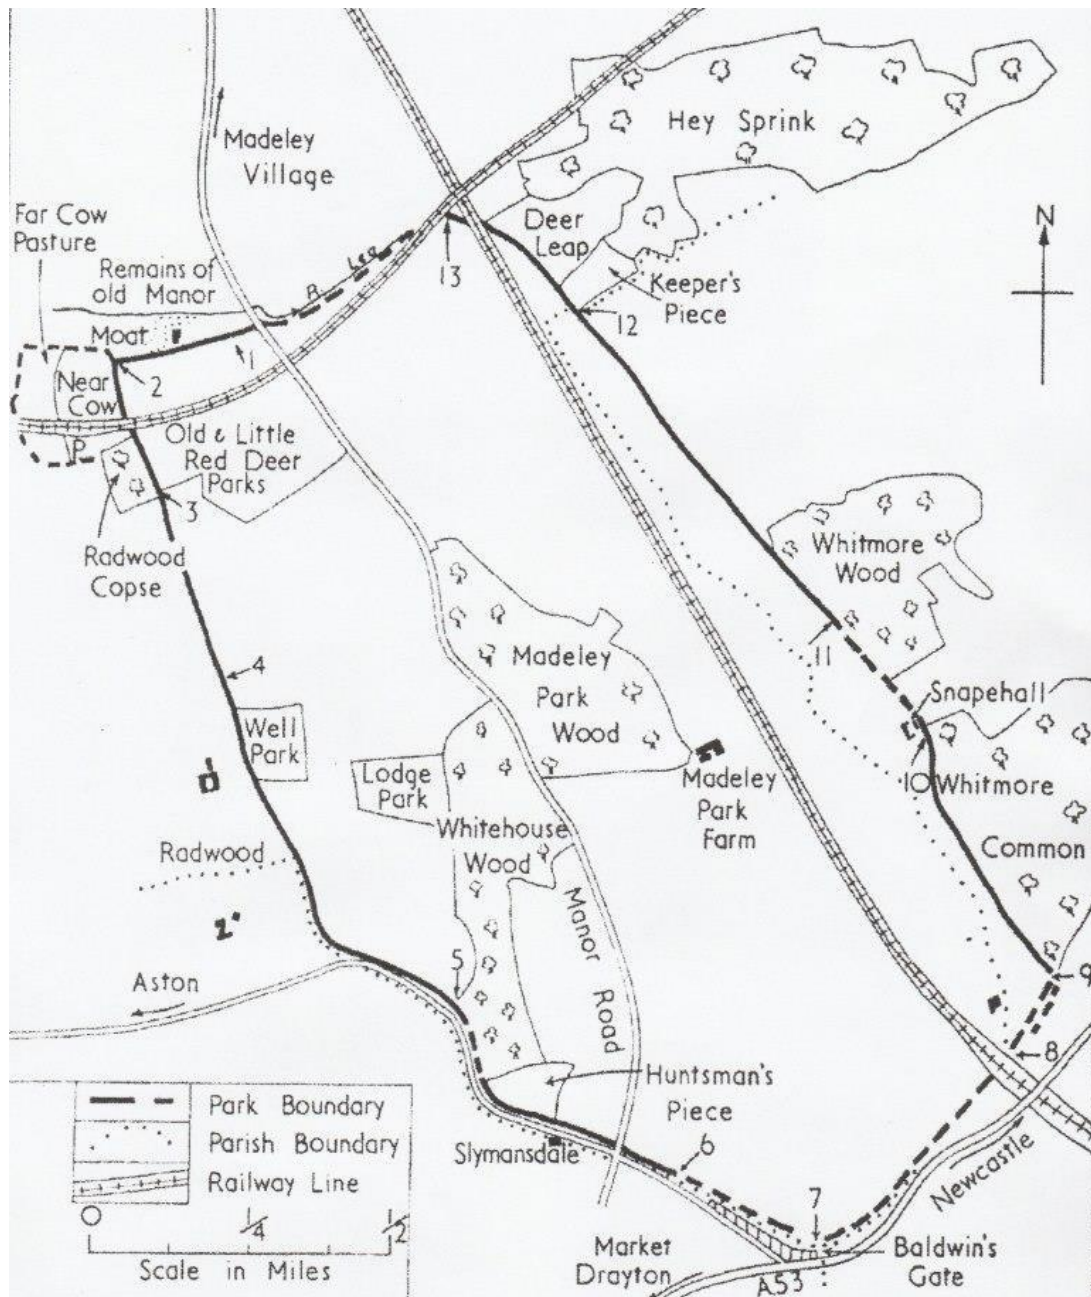 Hey Sprink
Madeley
Village
N
Far Cow
Pasture
Deer
Leap
R. Lea
Remains of
old Manor
13
Keeper's
Piece
Moat
12
1
2
Near
Cow
P.
Old & Little
Red Deer
Parks
3
Radwood
Copse
Whitmore
Wood
11
4
Madeley
Park
Wood
Snapehall
Well
Park
Lodge
Park
Madeley
Park
Farm
10
Whitmore
Common
Whitehouse
Wood
Radwood
Manor
Road
5
Aston
9
8
Huntsman's
Piece
Park Boundary
Parish Boundary
Railway Line
Slymansdale
6
Newcastle
7
0 1/4 1/2
Scale in Miles
Market
Drayton
A53
Baldwin's
Gate